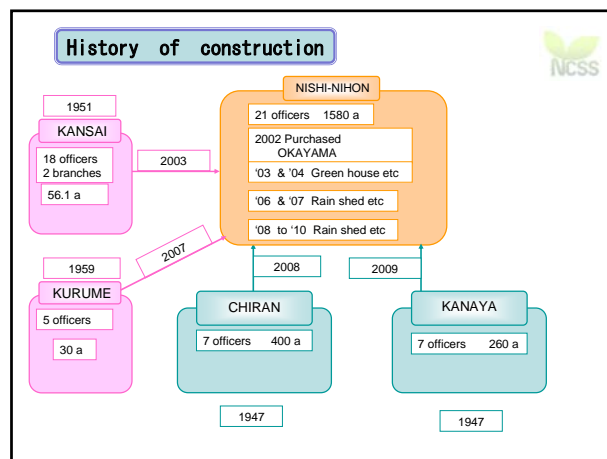 History of construction
NCSS
NISHI-NIHON
21 officers 1580 a
2002 Purchased
OKAYAMA
‘03 & ‘04 Green house etc
‘06 & ‘07 Rain shed etc
‘08 to ‘10 Rain shed etc
1951
KANSAI
18 officers
2 branches
56.1 a
2003
2007
1959
KURUME
5 officers
30 a
2008
CHIRAN
7 officers 400 a
1947
2009
KANAYA
7 officers 260 a
1947